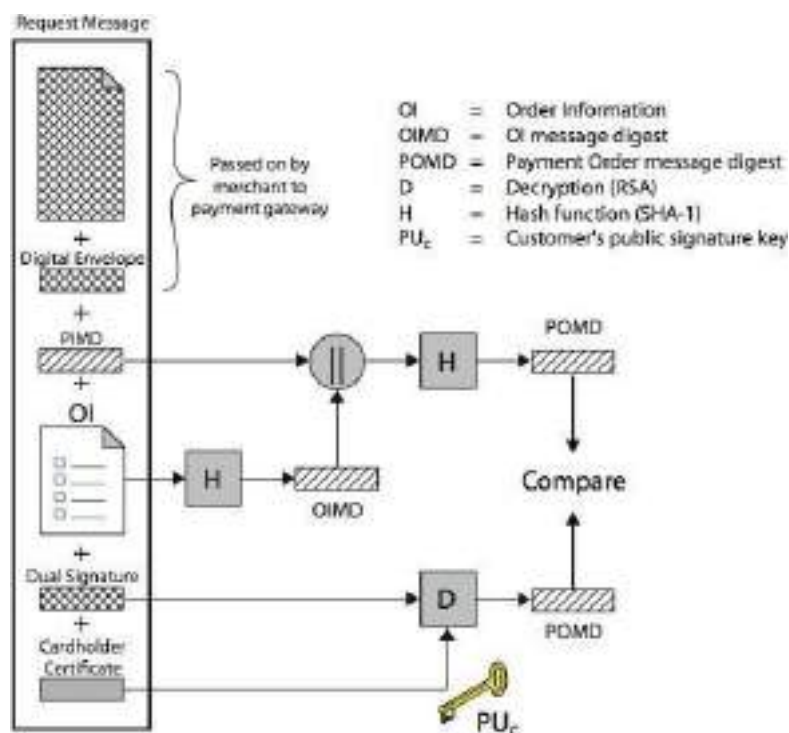 Request Message
Passed on by
merchant to
payment gateway
OI = Order Information
OIMD = OI message digest
POMD = Payment Order message digest
D = Decryption (RSA)
H = Hash function (SHA-1)
PUc = Customer's public signature key
+
Digital Envelope
+
PIMD
+
OI
+
Dual Signature
+
Cardholder
Certificate
||
H
POMD
H
OIMD
Compare
D
POMD
PUc